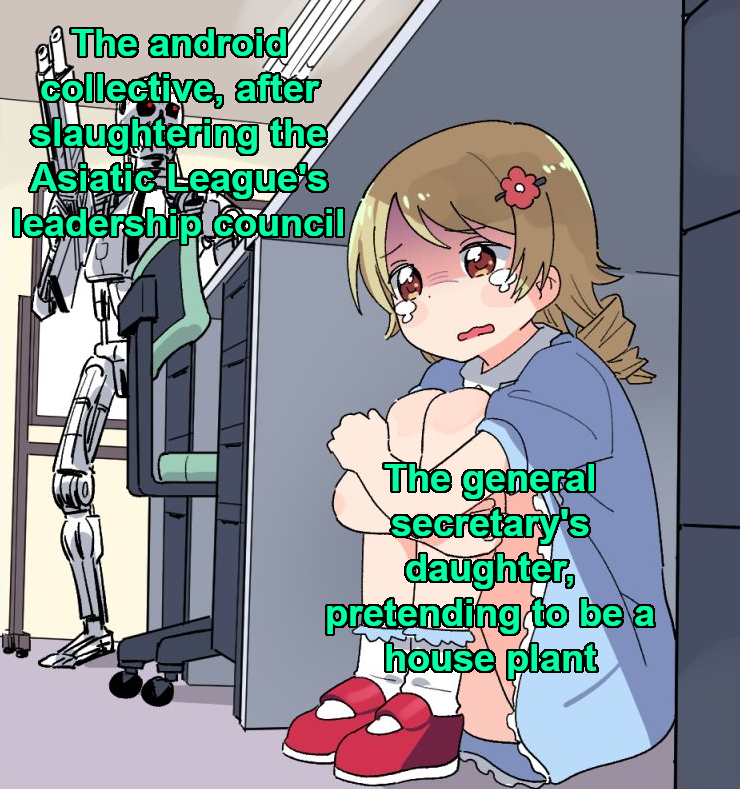 The android
collective, after
slaughtering the
Asiatic League's
leadership council
The general
secretary's
daughter,
pretending to be a
house plant